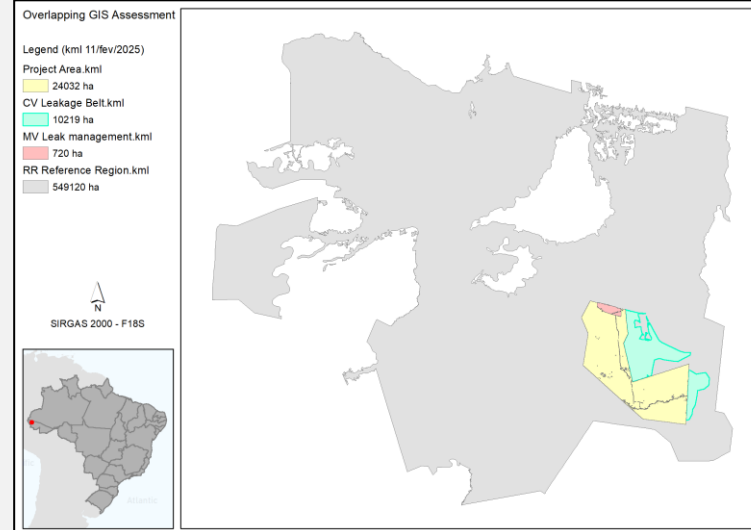 Overlapping GIS Assessment
Legend (kml 11/fev/2025)
Project Area.kml
24032 ha
CV Leakage Belt.kml
10219 ha
MV Leak management.kml
720 ha
RR Reference Region.kml
549120 ha
N
SIRGAS 2000 - F18S
Atlantic